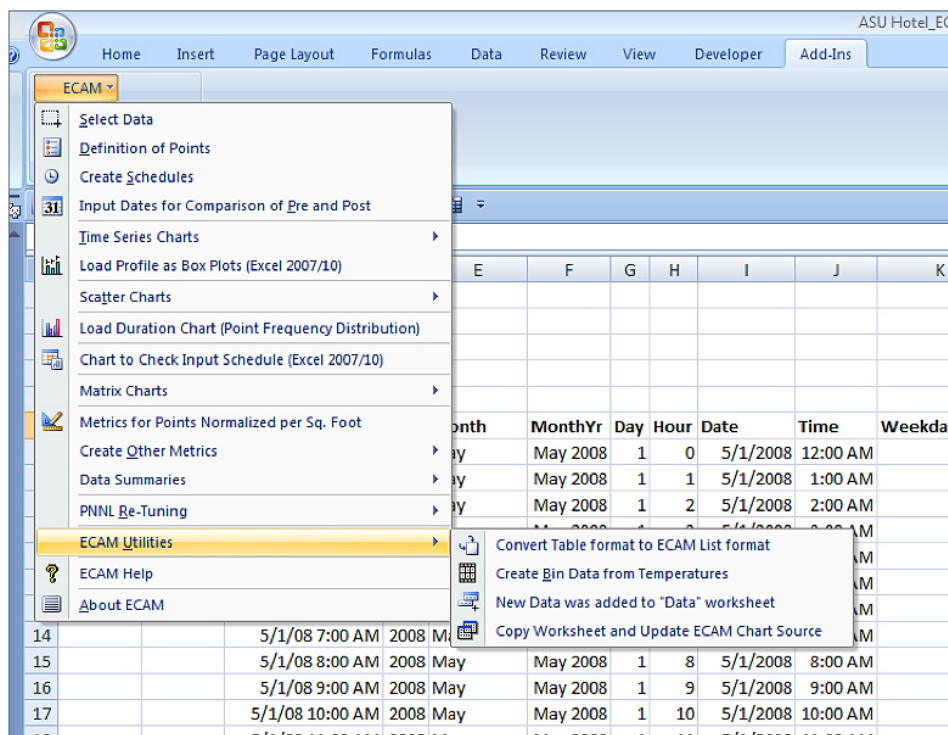 ASU Hotel_EC
Home Insert Page Layout Formulas Data Review View Developer Add-Ins
ECAM
Select Data
Definition of Points
Create Schedules
31 Input Dates for Comparison of Pre and Post
Time Series Charts
Load Profile as Box Plots (Excel 2007/10)
E F G H I J K
Scatter Charts
Load Duration Chart (Point Frequency Distribution)
Chart to Check Input Schedule (Excel 2007/10)
Matrix Charts
Metrics for Points Normalized per Sq. Foot
onth MonthYr Day Hour Date Time Weekda
Create Other Metrics
ay May 2008 1 0 5/1/2008 12:00 AM
Data Summaries
ay May 2008 1 1 5/1/2008 1:00 AM
PNNL Re-Tuning
ay May 2008 1 2 5/1/2008 2:00 AM
ECAM Utilities
Convert Table format to ECAM List format
ECAM Help
Create Bin Data from Temperatures
About ECAM
New Data was added to "Data" worksheet
Copy Worksheet and Update ECAM Chart Source
14 5/1/08 7:00 AM 2008
15 5/1/08 8:00 AM 2008 May May 2008 1 8 5/1/2008 8:00 AM
16 5/1/08 9:00 AM 2008 May May 2008 1 9 5/1/2008 9:00 AM
17 5/1/08 10:00 AM 2008 May May 2008 1 10 5/1/2008 10:00 AM